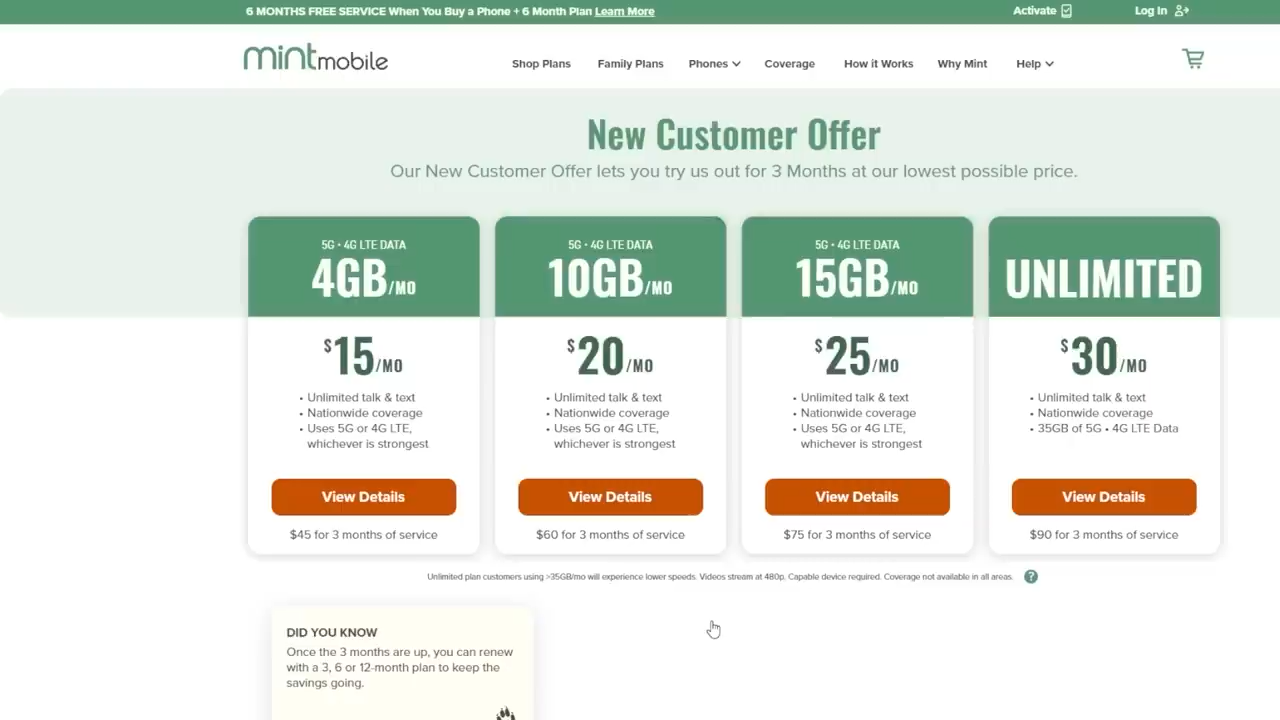 6 MONTHS FREE SERVICE When You Buy a Phone + 6 Month Plan Learn More
Activate
Log In
mintmobile
Shop Plans
Family Plans
Phones
Coverage
How it Works
Why Mint
Help
New Customer Offer
Our New Customer Offer lets you try us out for 3 Months at our lowest possible price.
5G • 4G LTE DATA
4GB/MO
$15/MO
• Unlimited talk & text
• Nationwide coverage
• Uses 5G or 4G LTE,
whichever is strongest
View Details
$45 for 3 months of service
5G • 4G LTE DATA
10GB/MO
$20/MO
• Unlimited talk & text
• Nationwide coverage
• Uses 5G or 4G LTE,
whichever is strongest
View Details
$60 for 3 months of service
5G • 4G LTE DATA
15GB/MO
$25/MO
• Unlimited talk & text
• Nationwide coverage
• Uses 5G or 4G LTE,
whichever is strongest
View Details
$75 for 3 months of service
UNLIMITED
$30/MO
• Unlimited talk & text
• Nationwide coverage
• 35GB of 5G • 4G LTE Data
View Details
$90 for 3 months of service
Unlimited plan customers using >35GB/mo will experience lower speeds. Videos stream at 480p. Capable device required. Coverage not available in all areas. ?
DID YOU KNOW
Once the 3 months are up, you can renew
with a 3, 6 or 12-month plan to keep the
savings going.